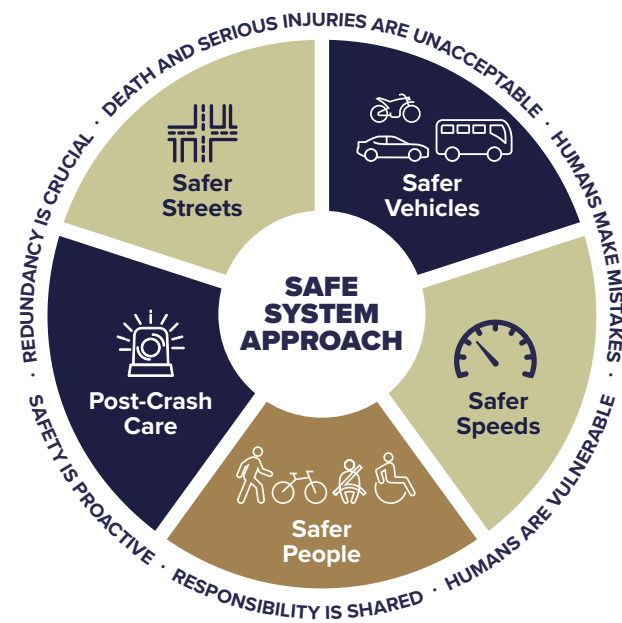 DEATH AND SERIOUS INJURIES ARE UNACCEPTABLE ·
HUMANS MAKE MISTAKES ·
HUMANS ARE VULNERABLE ·
RESPONSIBILITY IS SHARED ·
SAFETY IS PROACTIVE ·
REDUNDANCY IS CRUCIAL ·
Safer
Streets
Safer
Vehicles
SAFE
SYSTEM
APPROACH
Post-Crash
Care
Safer
Speeds
Safer
People